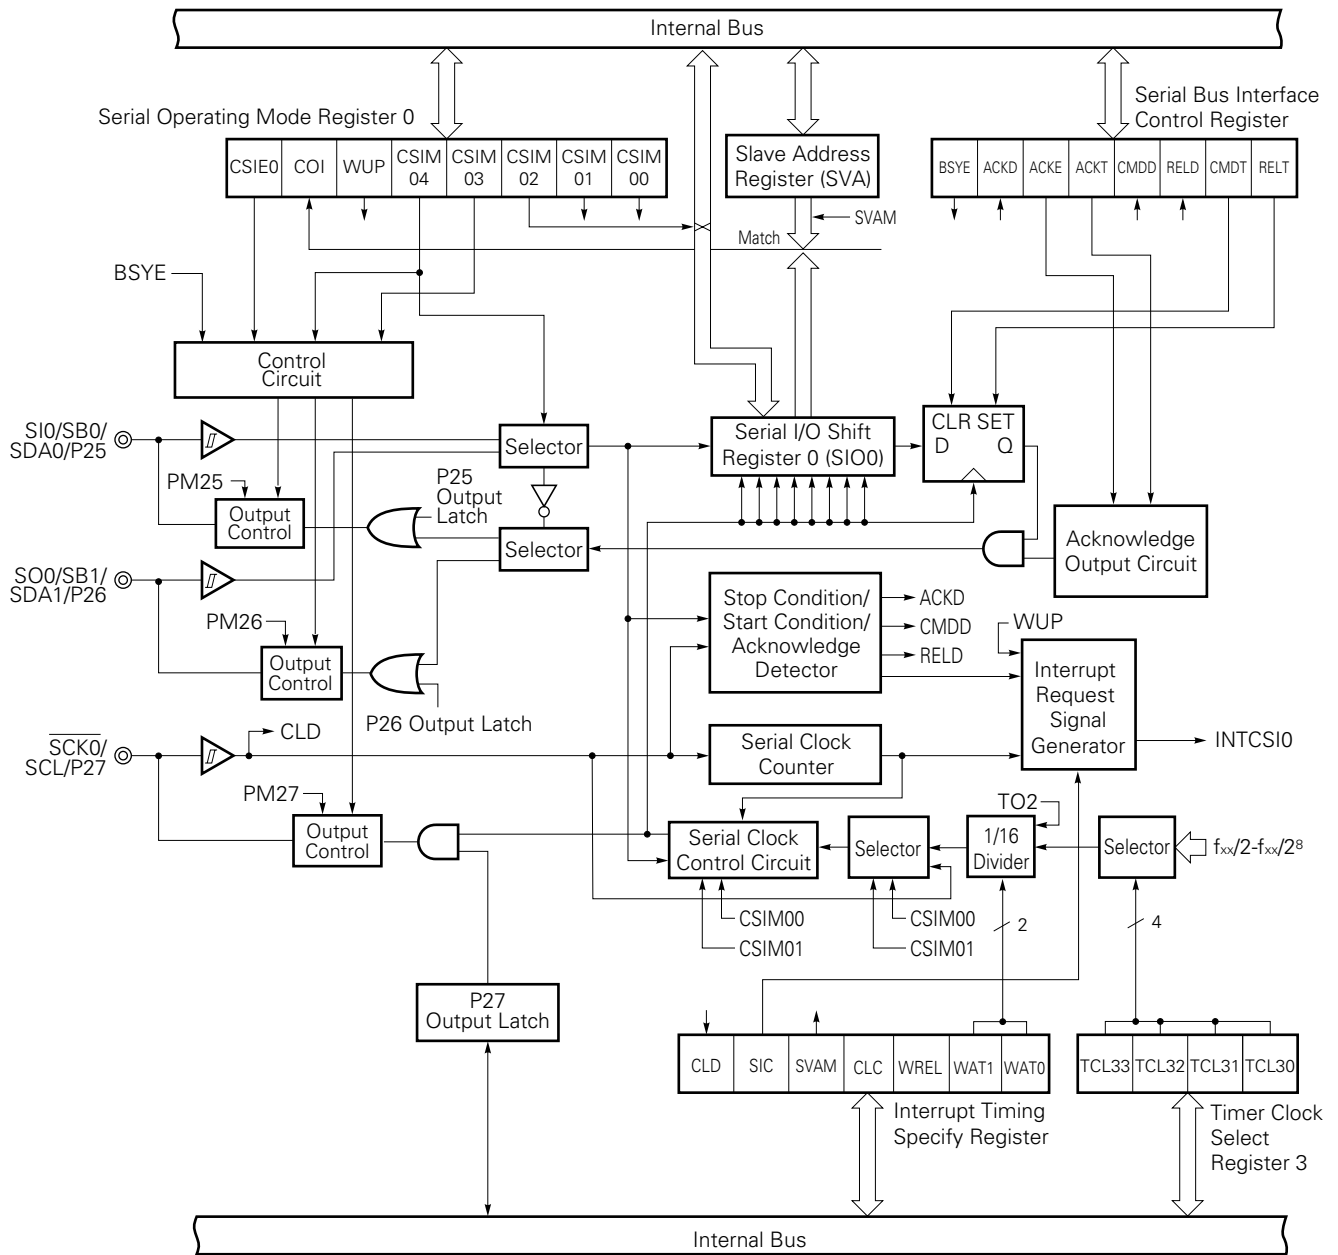 Internal Bus
Serial Operating Mode Register 0
Serial Bus Interface
Control Register
CSIE0 COI WUP CSIM 04 CSIM 03 CSIM 02 CSIM 01 CSIM 00
Slave Address
Register (SVA)
BSYE ACKD ACKE ACKT CMDD RELD CMDT RELT
SVAM
Match
BSYE
Control
Circuit
SI0/SB0/
SDA0/P25
Selector
Serial I/O Shift
Register 0 (SIO0)
CLR SET
D Q
PM25
Output
Control
P25
Output
Latch
Selector
Acknowledge
Output Circuit
SO0/SB1/
SDA1/P26
PM26
Output
Control
P26 Output Latch
Stop Condition/
Start Condition/
Acknowledge
Detector
ACKD
CMDD
RELD
WUP
Interrupt
Request
Signal
Generator
INTCSI0
SCK0/
SCL/P27
CLD
Serial Clock
Counter
PM27
Output
Control
Serial Clock
Control Circuit
Selector
TO2
1/16
Divider
Selector
fxx/2-fxx/2⁸
CSIM00
CSIM01
CSIM00
CSIM01
2
4
P27
Output Latch
CLD SIC SVAM CLC WREL WAT1 WAT0
TCL33 TCL32 TCL31 TCL30
Interrupt Timing
Specify Register
Timer Clock
Select
Register 3
Internal Bus